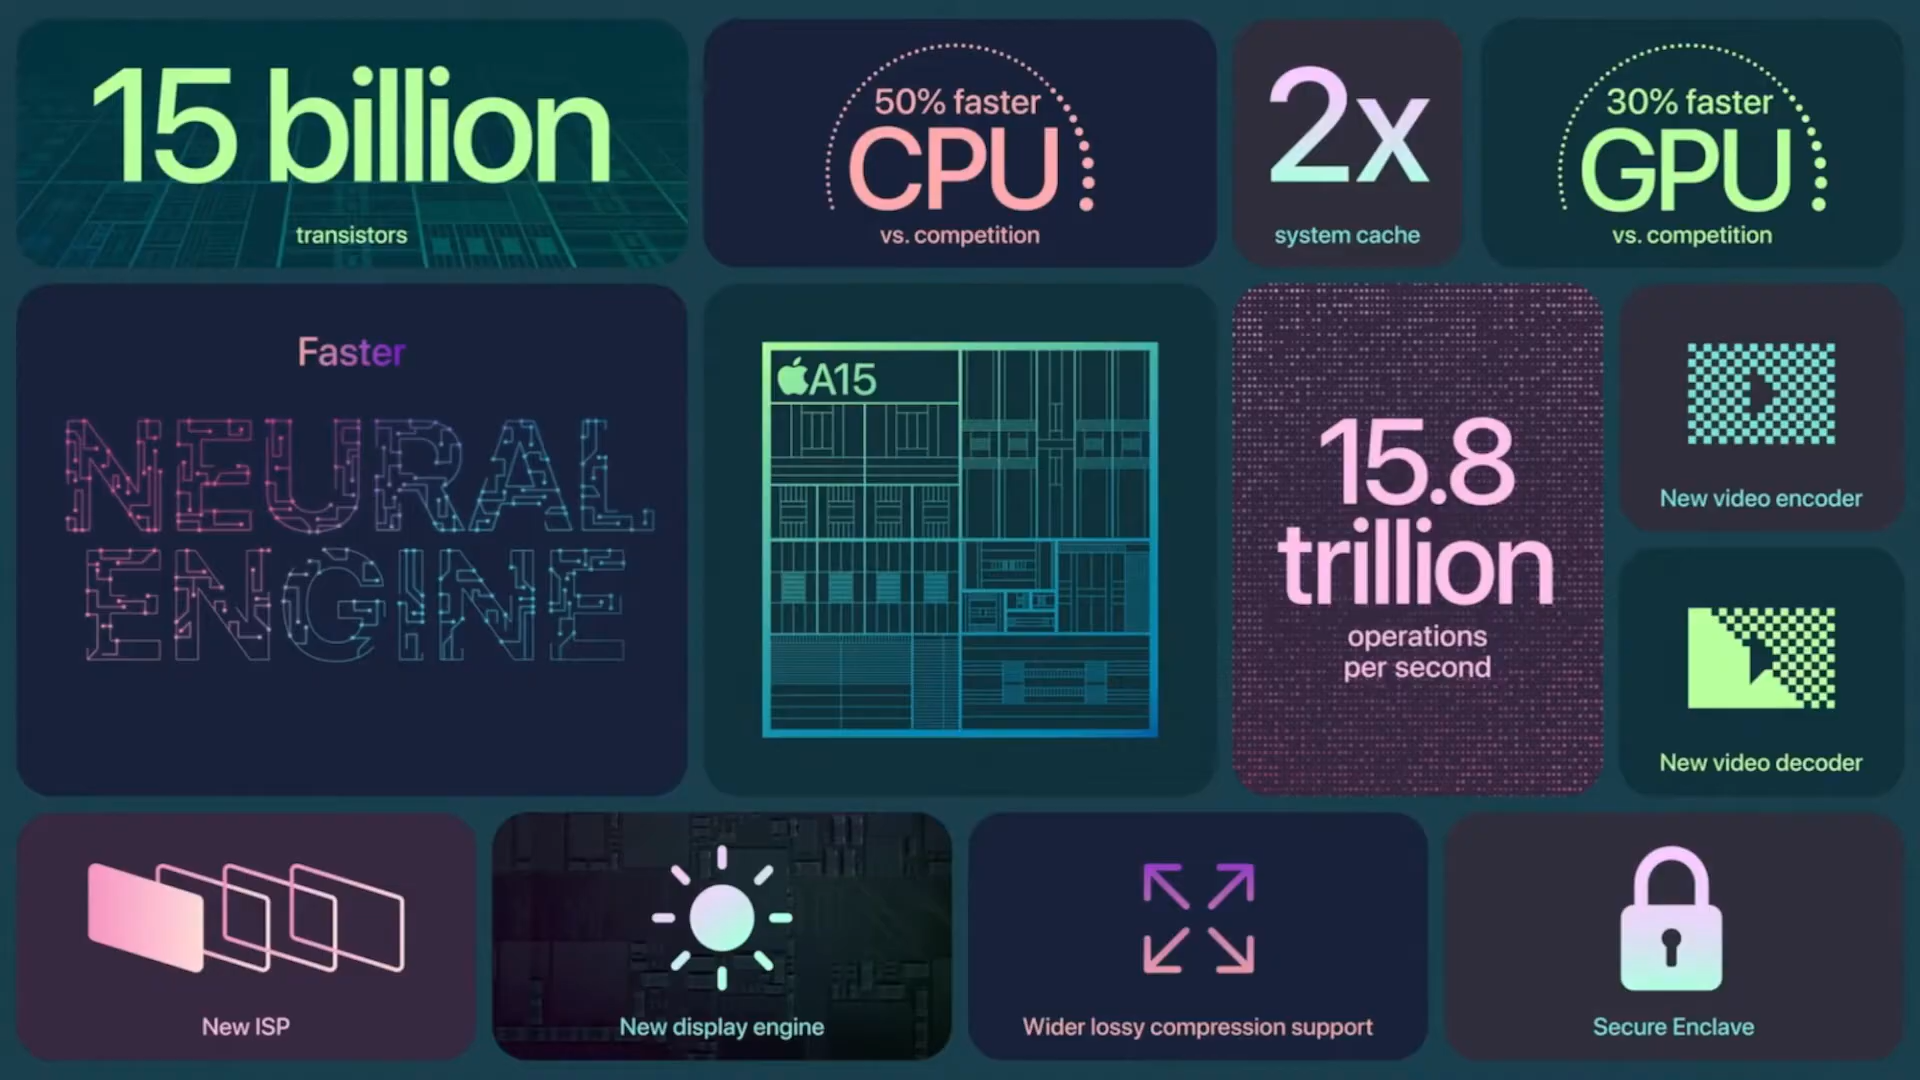 15 billion
transistors
50% faster
CPU
vs. competition
2x
system cache
30% faster
GPU
vs. competition
Faster
NEURAL
ENGINE
A15
15.8
trillion
operations
per second
New video encoder
New video decoder
New ISP
New display engine
Wider lossy compression support
Secure Enclave